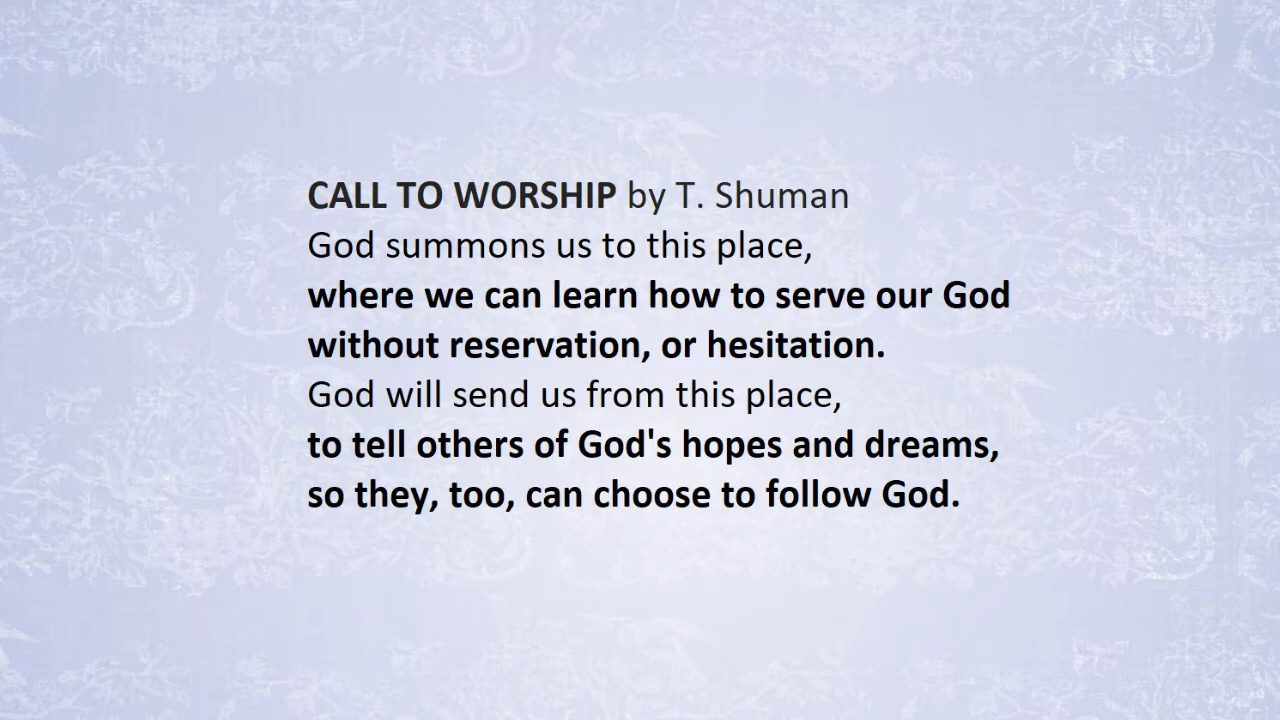 CALL TO WORSHIP by T. Shuman
God summons us to this place,
where we can learn how to serve our God
without reservation, or hesitation.
God will send us from this place,
to tell others of God's hopes and dreams,
so they, too, can choose to follow God.